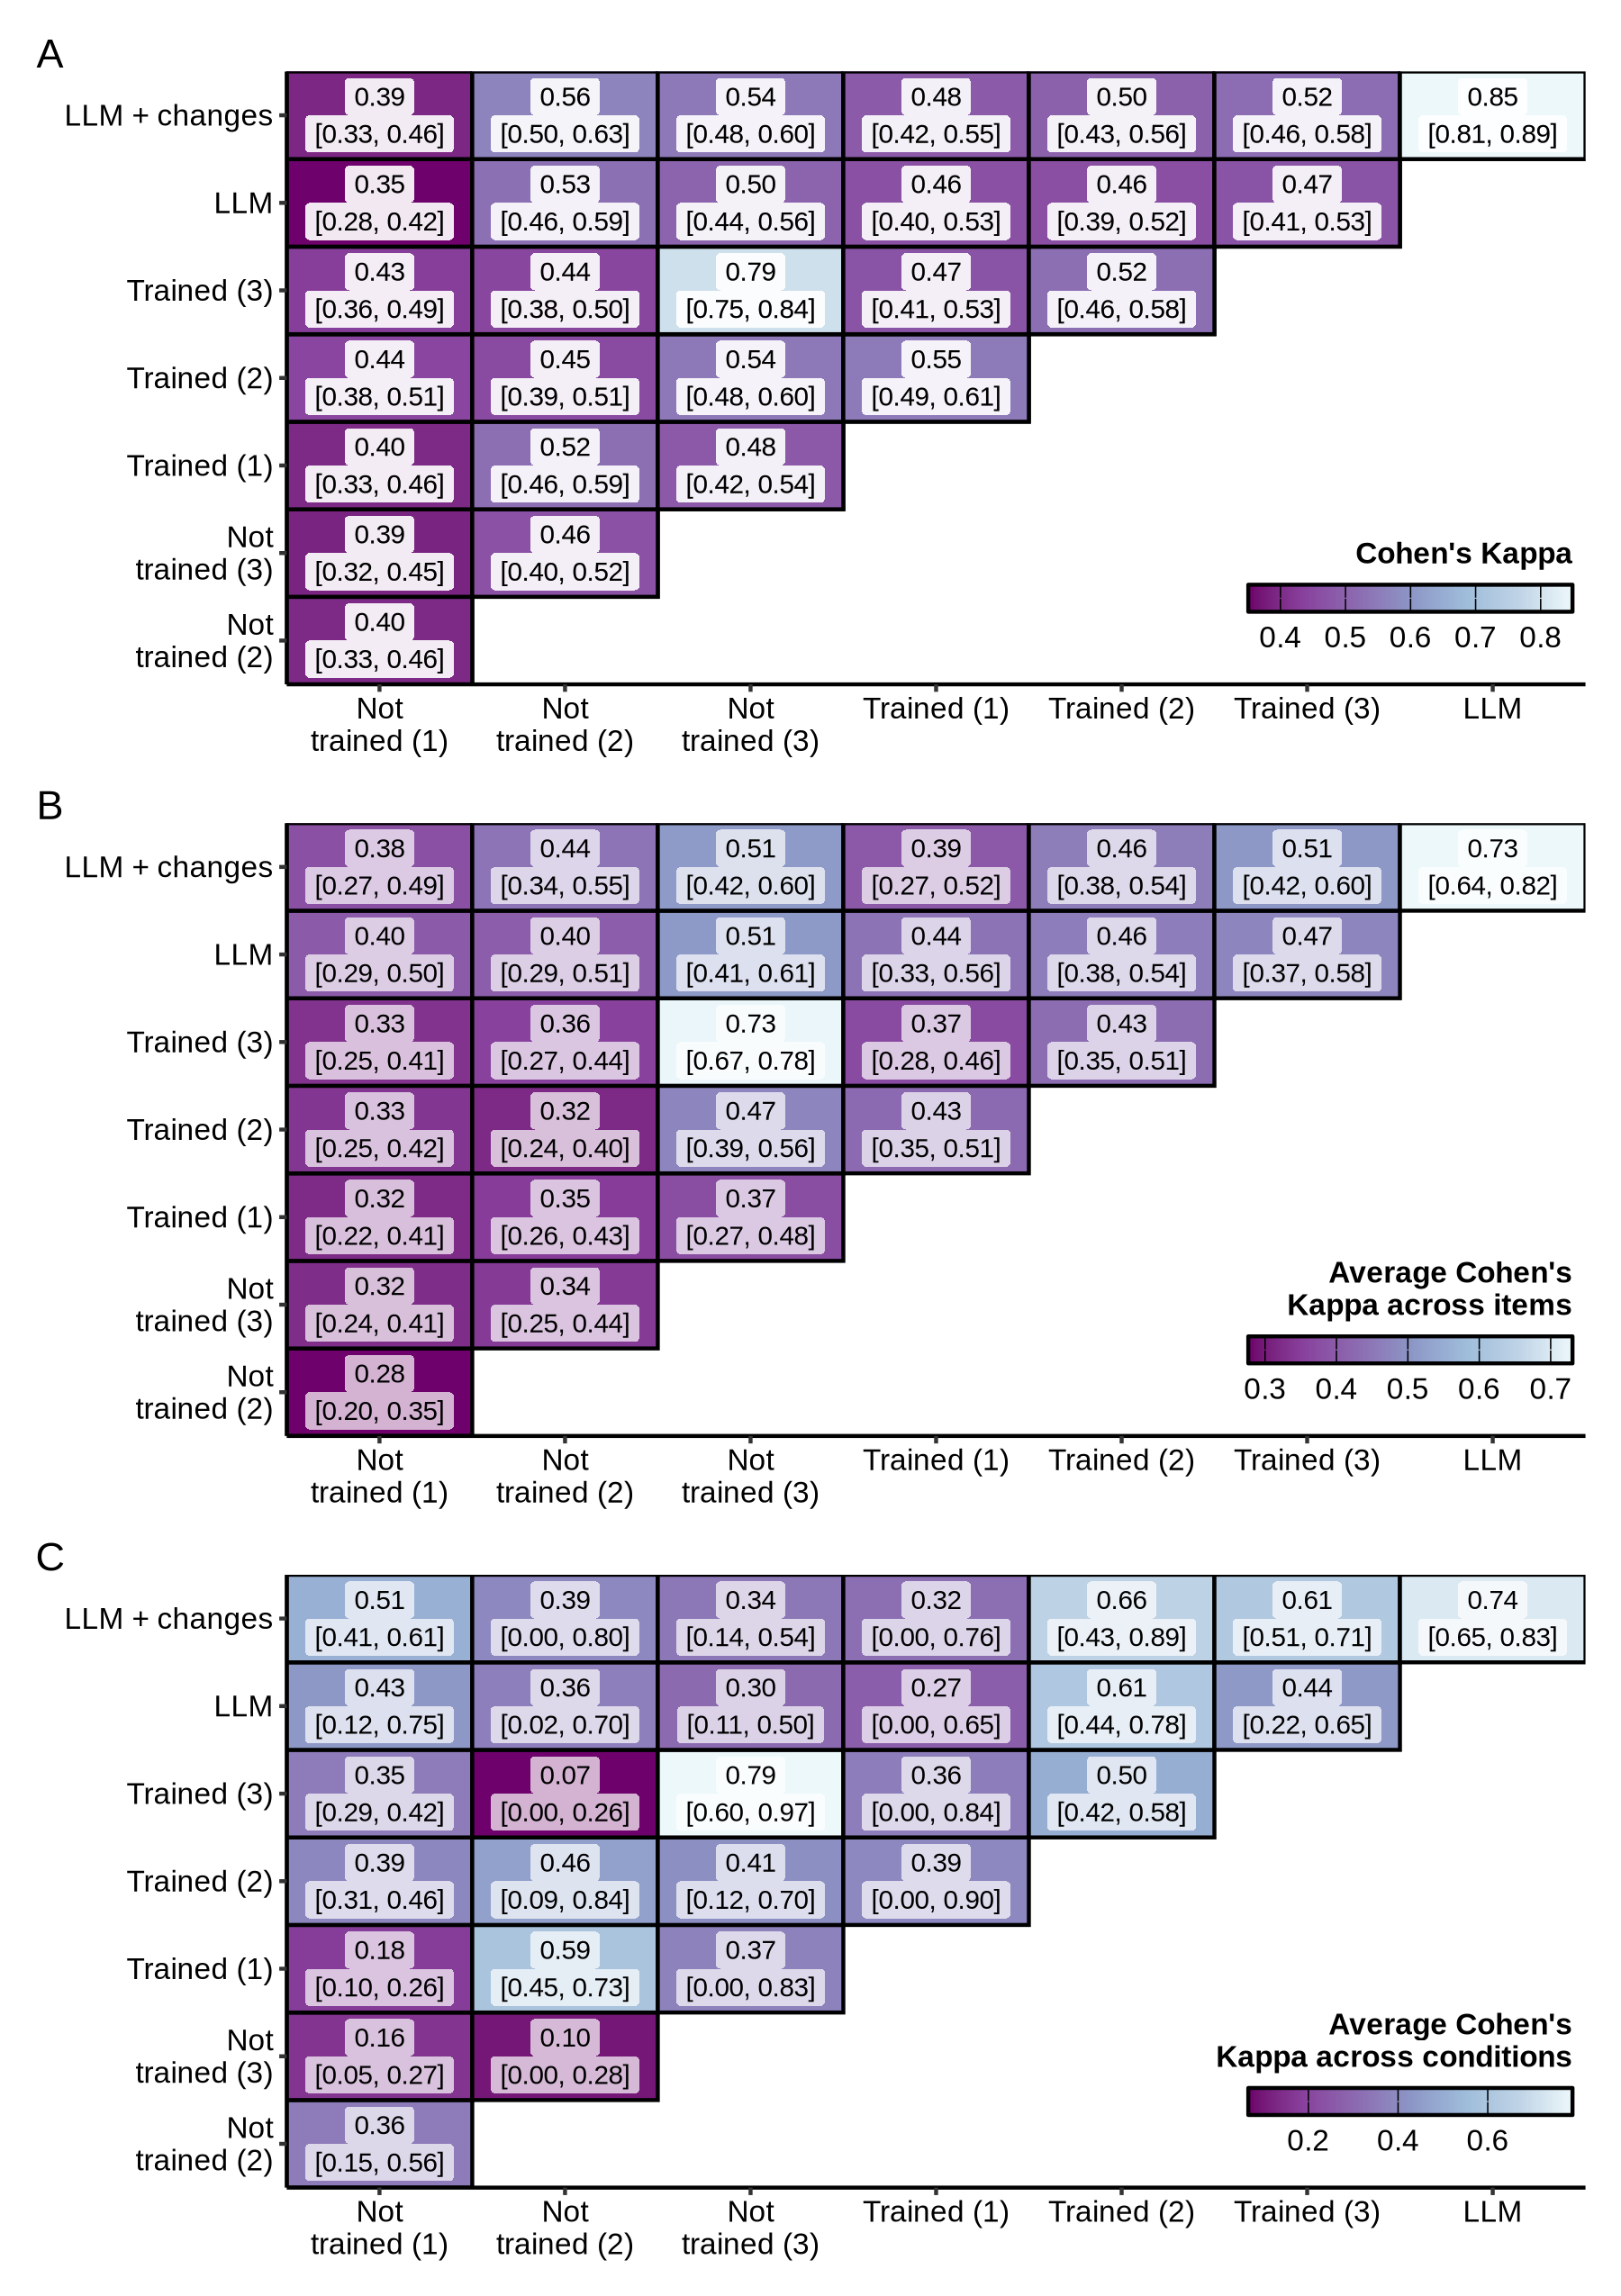 A
LLM + changes
0.39 0.56 0.54 0.48 0.50 0.52 0.85
[0.33, 0.46] [0.50, 0.63] [0.48, 0.60] [0.42, 0.55] [0.43, 0.56] [0.46, 0.58] [0.81, 0.89]
LLM
0.35 0.53 0.50 0.46 0.46 0.47
[0.28, 0.42] [0.46, 0.59] [0.44, 0.56] [0.40, 0.53] [0.39, 0.52] [0.41, 0.53]
Trained (3)
0.43 0.44 0.79 0.47 0.52
[0.36, 0.49] [0.38, 0.50] [0.75, 0.84] [0.41, 0.53] [0.46, 0.58]
Trained (2)
0.44 0.45 0.54 0.55
[0.38, 0.51] [0.39, 0.51] [0.48, 0.60] [0.49, 0.61]
Trained (1)
0.40 0.52 0.48
[0.33, 0.46] [0.46, 0.59] [0.42, 0.54]
Not
trained (3)
0.39 0.46
[0.32, 0.45] [0.40, 0.52]
Not
trained (2)
0.40
[0.33, 0.46]
Cohen's Kappa
0.4 0.5 0.6 0.7 0.8
Not Not Not Trained (1) Trained (2) Trained (3) LLM
trained (1) trained (2) trained (3)
B
LLM + changes
0.38 0.44 0.51 0.39 0.46 0.51 0.73
[0.27, 0.49] [0.34, 0.55] [0.42, 0.60] [0.27, 0.52] [0.38, 0.54] [0.42, 0.60] [0.64, 0.82]
LLM
0.40 0.40 0.51 0.44 0.46 0.47
[0.29, 0.50] [0.29, 0.51] [0.41, 0.61] [0.33, 0.56] [0.38, 0.54] [0.37, 0.58]
Trained (3)
0.33 0.36 0.73 0.37 0.43
[0.25, 0.41] [0.27, 0.44] [0.67, 0.78] [0.28, 0.46] [0.35, 0.51]
Trained (2)
0.33 0.32 0.47 0.43
[0.25, 0.42] [0.24, 0.40] [0.39, 0.56] [0.35, 0.51]
Trained (1)
0.32 0.35 0.37
[0.22, 0.41] [0.26, 0.43] [0.27, 0.48]
Not
trained (3)
0.32 0.34
[0.24, 0.41] [0.25, 0.44]
Not
trained (2)
0.28
[0.20, 0.35]
Average Cohen's
Kappa across items
0.3 0.4 0.5 0.6 0.7
Not Not Not Trained (1) Trained (2) Trained (3) LLM
trained (1) trained (2) trained (3)
C
LLM + changes
0.51 0.39 0.34 0.32 0.66 0.61 0.74
[0.41, 0.61] [0.00, 0.80] [0.14, 0.54] [0.00, 0.76] [0.43, 0.89] [0.51, 0.71] [0.65, 0.83]
LLM
0.43 0.36 0.30 0.27 0.61 0.44
[0.12, 0.75] [0.02, 0.70] [0.11, 0.50] [0.00, 0.65] [0.44, 0.78] [0.22, 0.65]
Trained (3)
0.35 0.07 0.79 0.36 0.50
[0.29, 0.42] [0.00, 0.26] [0.60, 0.97] [0.00, 0.84] [0.42, 0.58]
Trained (2)
0.39 0.46 0.41 0.39
[0.31, 0.46] [0.09, 0.84] [0.12, 0.70] [0.00, 0.90]
Trained (1)
0.18 0.59 0.37
[0.10, 0.26] [0.45, 0.73] [0.00, 0.83]
Not
trained (3)
0.16 0.10
[0.05, 0.27] [0.00, 0.28]
Not
trained (2)
0.36
[0.15, 0.56]
Average Cohen's
Kappa across conditions
0.2 0.4 0.6
Not Not Not Trained (1) Trained (2) Trained (3) LLM
trained (1) trained (2) trained (3)